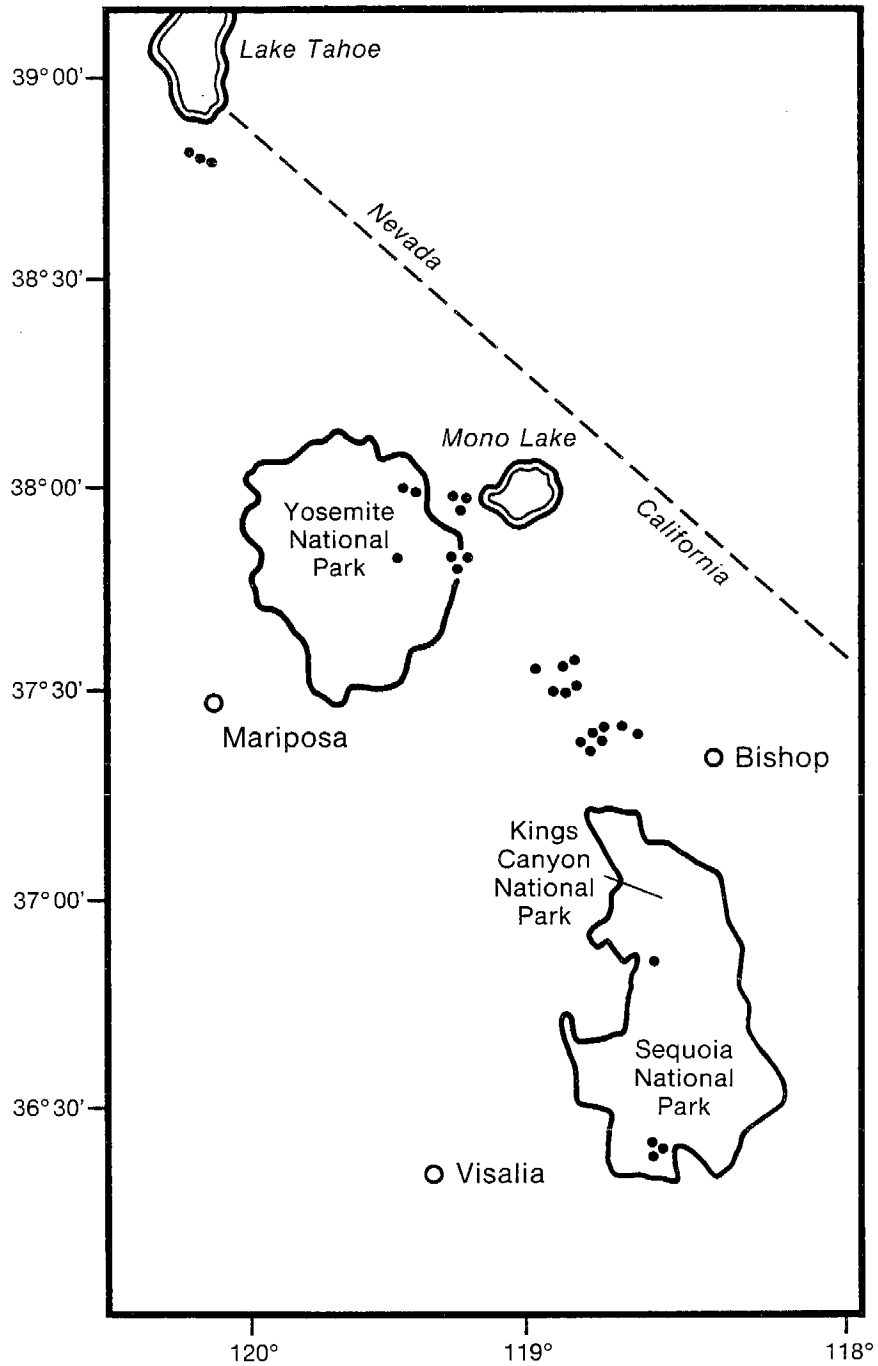 Lake Tahoe
39° 00'
Nevada
38° 30'
Mono Lake
38° 00'
Yosemite
National
Park
California
37° 30'
Mariposa
Bishop
Kings
Canyon
National
Park
37° 00'
Sequoia
National
Park
36° 30'
Visalia
120°
119°
118°